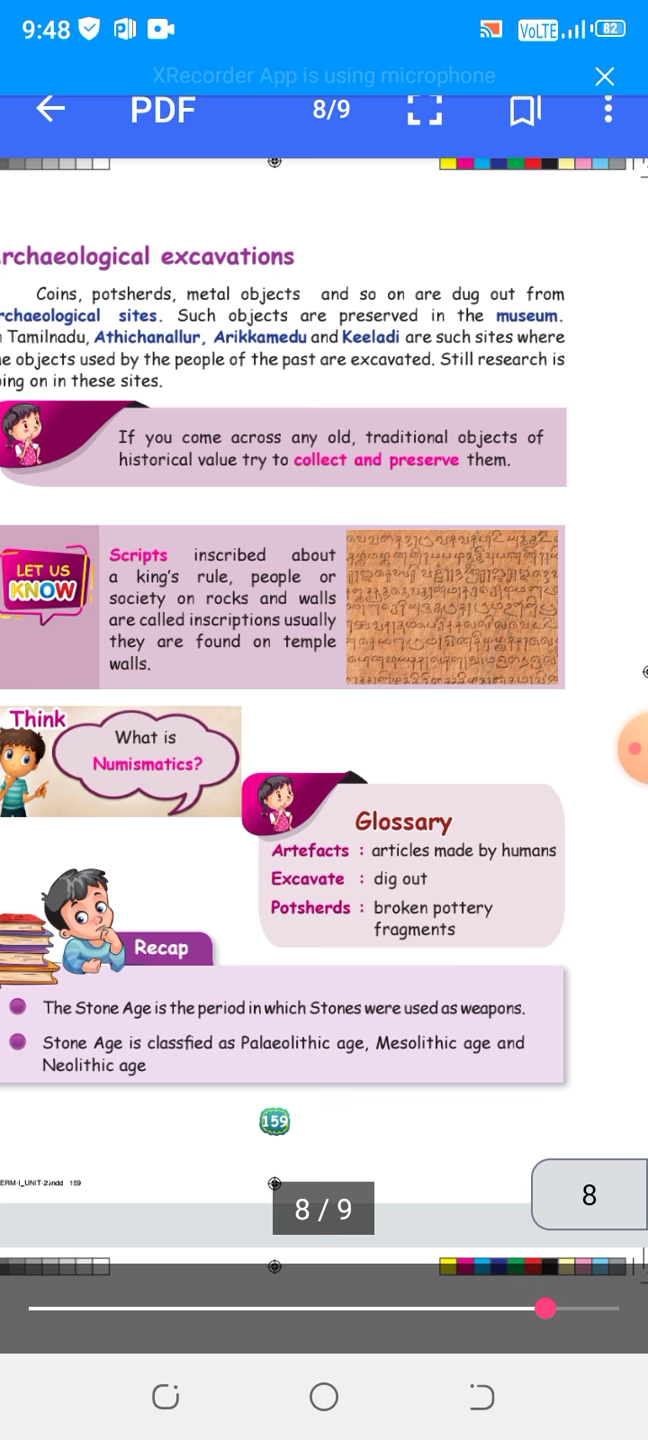 9:48
VoLTE
82
XRecorder App is using microphone
PDF
8/9
rchaeological excavations
Coins, potsherds, metal objects and so on are dug out from
rchaeological sites. Such objects are preserved in the museum.
Tamilnadu, Athichanallur, Arikkamedu and Keeladi are such sites where
e objects used by the people of the past are excavated. Still research is
ing on in these sites.
If you come across any old, traditional objects of
historical value try to collect and preserve them.
LET US
KNOW
Scripts inscribed about
a king's rule, people or
society on rocks and walls
are called inscriptions usually
they are found on temple
walls.
Think
What is
Numismatics?
Glossary
Artefacts : articles made by humans
Excavate : dig out
Potsherds : broken pottery
fragments
Recap
The Stone Age is the period in which Stones were used as weapons.
Stone Age is classfied as Palaeolithic age, Mesolithic age and
Neolithic age
159
ERM-I_UNIT-2.indd 159
8 / 9
8